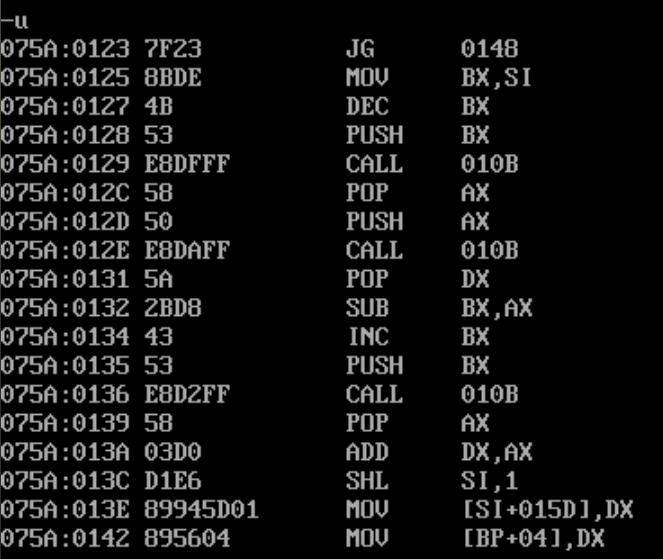 -u
075A:0123 7F23 JG 0148
075A:0125 8BDE MOV BX,SI
075A:0127 4B DEC BX
075A:0128 53 PUSH BX
075A:0129 E8DFFF CALL 010B
075A:012C 58 POP AX
075A:012D 50 PUSH AX
075A:012E E8DAFF CALL 010B
075A:0131 5A POP DX
075A:0132 2BD8 SUB BX,AX
075A:0134 43 INC BX
075A:0135 53 PUSH BX
075A:0136 E8D2FF CALL 010B
075A:0139 58 POP AX
075A:013A 03D0 ADD DX,AX
075A:013C D1E6 SHL SI,1
075A:013E 89945D01 MOV [SI+015D],DX
075A:0142 895604 MOV [BP+04],DX